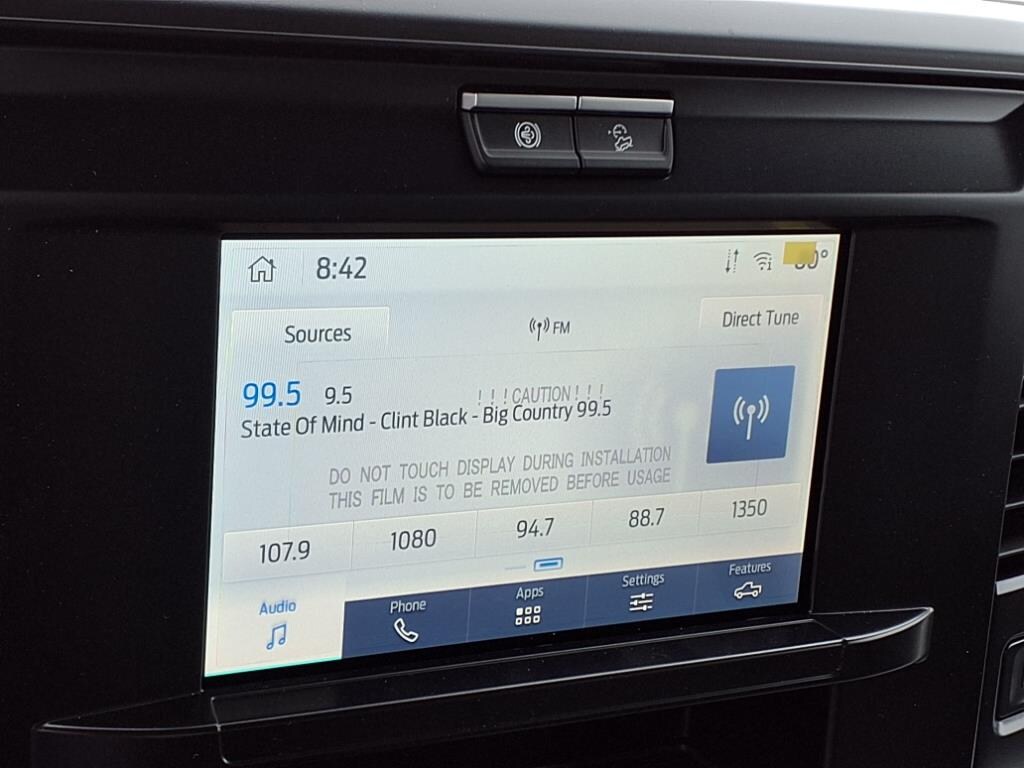 8:42
Sources
FM
Direct Tune
99.5 9.5
! ! ! CAUTION ! ! !
State Of Mind - Clint Black - Big Country 99.5
DO NOT TOUCH DISPLAY DURING INSTALLATION
THIS FILM IS TO BE REMOVED BEFORE USAGE
107.9 1080 94.7 88.7 1350
Audio Phone Apps Settings Features